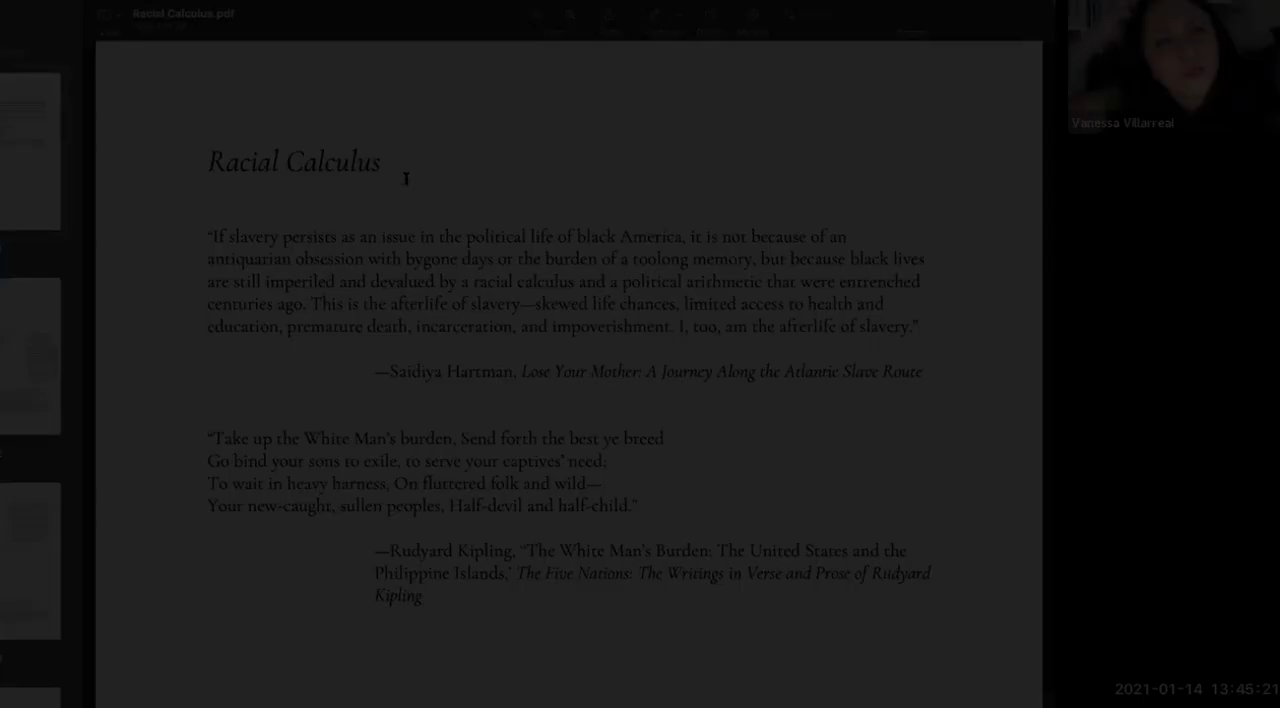 Racial Calculus.pdf
Vanessa Villarreal
Racial Calculus
“If slavery persists as an issue in the political life of black America, it is not because of an
antiquarian obsession with bygone days or the burden of a toolong memory, but because black lives
are still imperiled and devalued by a racial calculus and a political arithmetic that were entrenched
centuries ago. This is the afterlife of slavery—skewed life chances, limited access to health and
education, premature death, incarceration, and impoverishment. I, too, am the afterlife of slavery.”
—Saidiya Hartman, Lose Your Mother: A Journey Along the Atlantic Slave Route
“Take up the White Man’s burden, Send forth the best ye breed
Go bind your sons to exile, to serve your captives’ need;
To wait in heavy harness, On fluttered folk and wild—
Your new-caught, sullen peoples, Half-devil and half-child.”
—Rudyard Kipling, “The White Man’s Burden: The United States and the
Philippine Islands,’ The Five Nations: The Writings in Verse and Prose of Rudyard
Kipling
2021-01-14 13:45:21